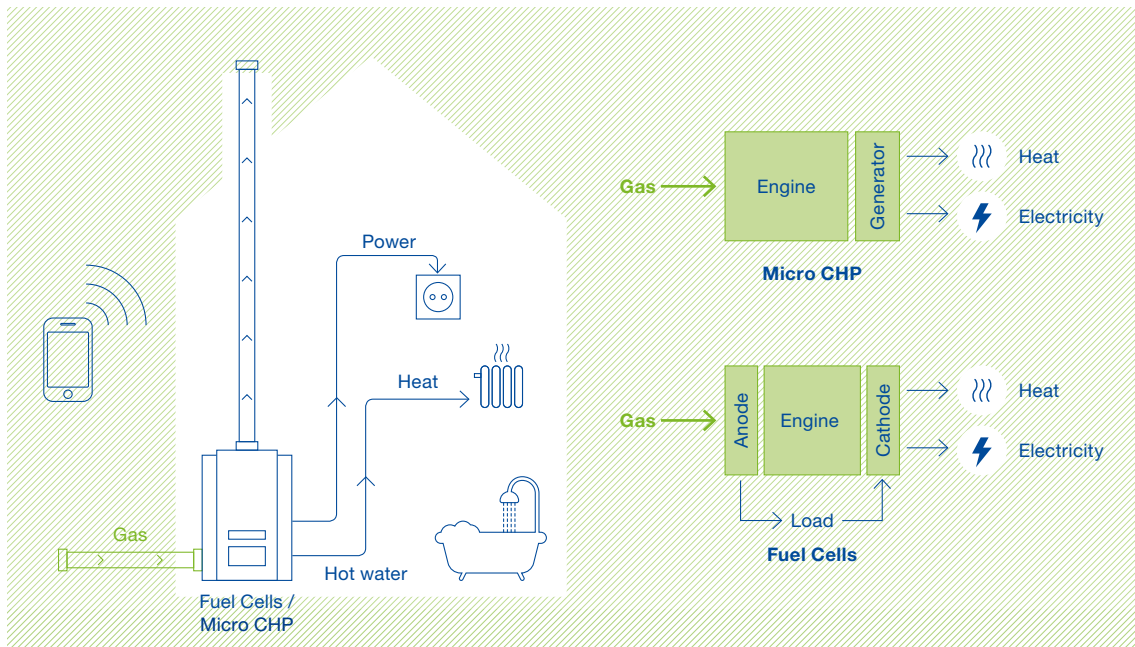 Power
Heat
Gas
Hot water
Fuel Cells /
Micro CHP
Gas
Engine
Generator
Heat
Electricity
Micro CHP
Gas
Anode
Engine
Cathode
Heat
Electricity
Load
Fuel Cells